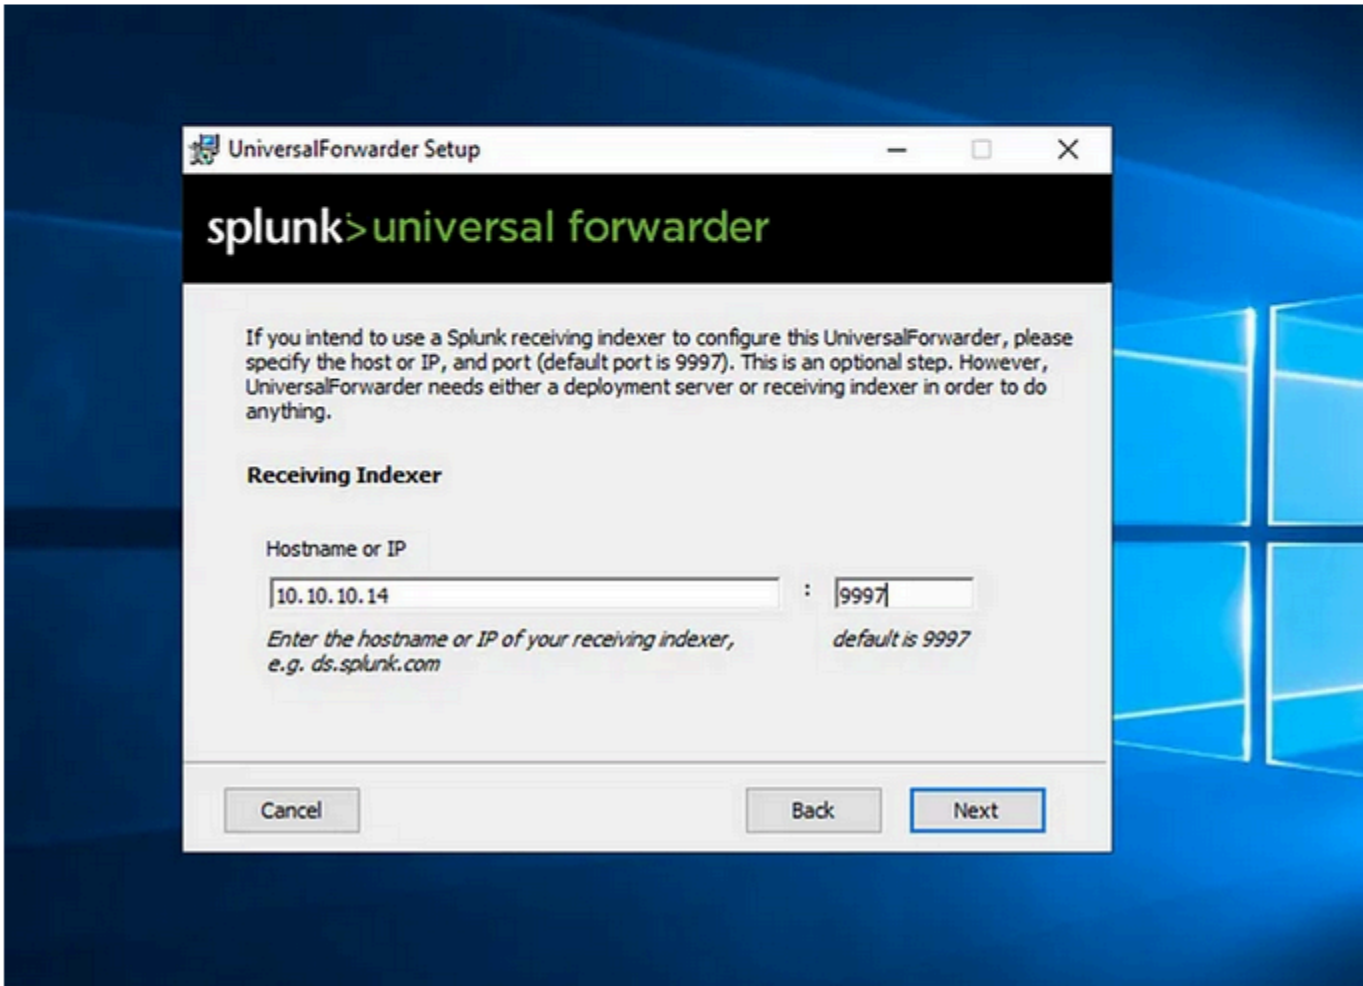 UniversalForwarder Setup
splunk>universal forwarder
If you intend to use a Splunk receiving indexer to configure this UniversalForwarder, please
specify the host or IP, and port (default port is 9997). This is an optional step. However,
UniversalForwarder needs either a deployment server or receiving indexer in order to do
anything.
Receiving Indexer
Hostname or IP
10.10.10.14 : 9997
Enter the hostname or IP of your receiving indexer, default is 9997
e.g. ds.splunk.com
Cancel Back Next